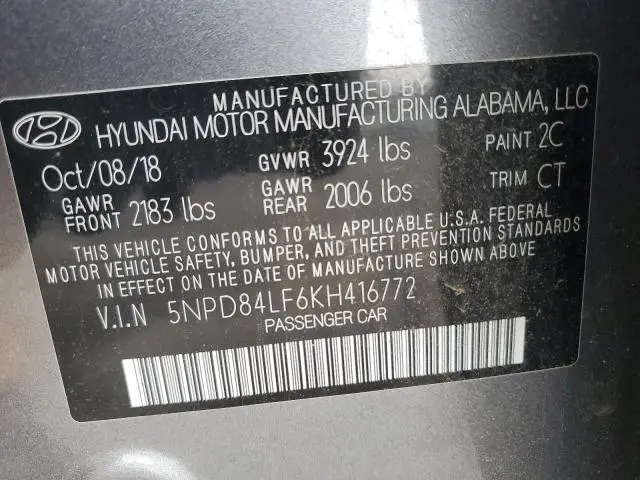 MANUFACTURED BY
HYUNDAI MOTOR MANUFACTURING ALABAMA, LLC
Oct/08/18 GVWR 3924 lbs PAINT 2C
GAWR FRONT 2183 lbs GAWR REAR 2006 lbs TRIM CT
THIS VEHICLE CONFORMS TO ALL APPLICABLE U.S.A. FEDERAL
MOTOR VEHICLE SAFETY, BUMPER, AND THEFT PREVENTION STANDARDS
IN EFFECT ON THE DATE OF MANUFACTURE SHOWN ABOVE
V.I.N 5NPD84LF6KH416772
PASSENGER CAR